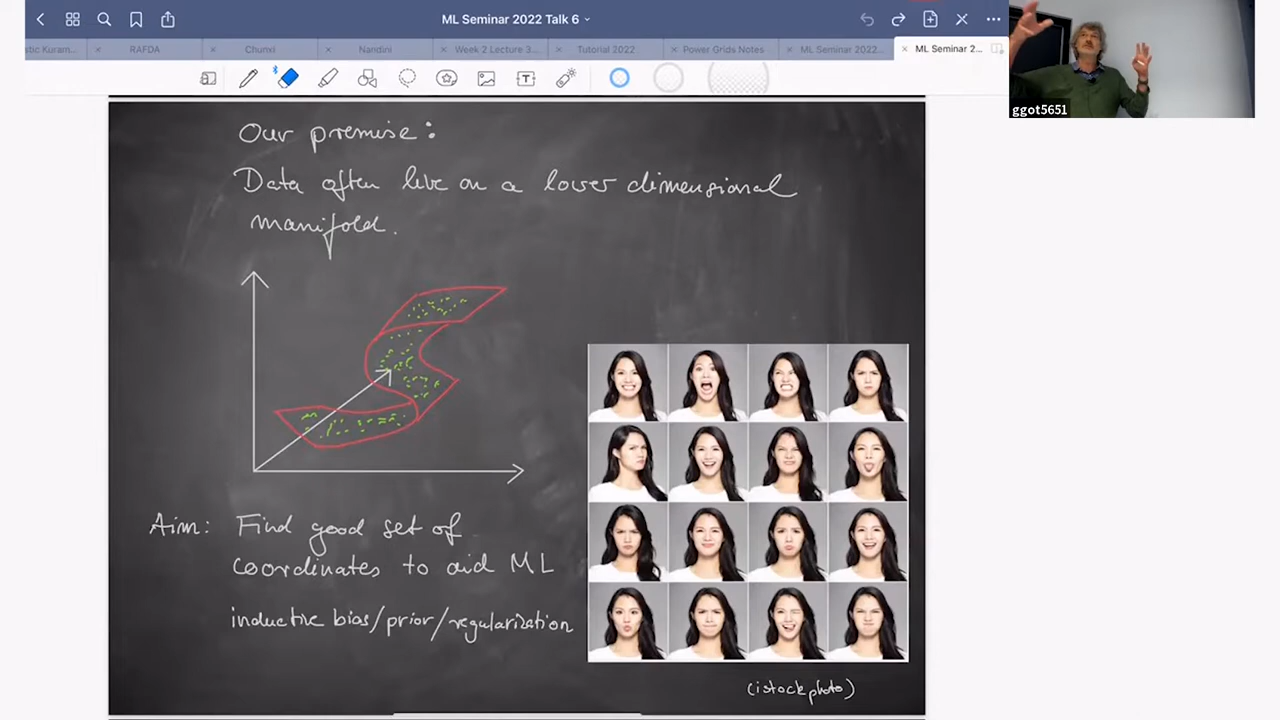 ML Seminar 2022 Talk 6
stic Kuram...
RAFDA
Chunxi
Nandini
Week 2 Lecture 3...
Tutorial 2022
Power Grids Notes
ML Seminar 2022...
ML Seminar 2...
ggot5651
Our premise:
Data often live on a lower dimensional
manifold.
Aim: Find good set of
coordinates to aid ML
inductive bias/prior/regularization
(istockphoto)